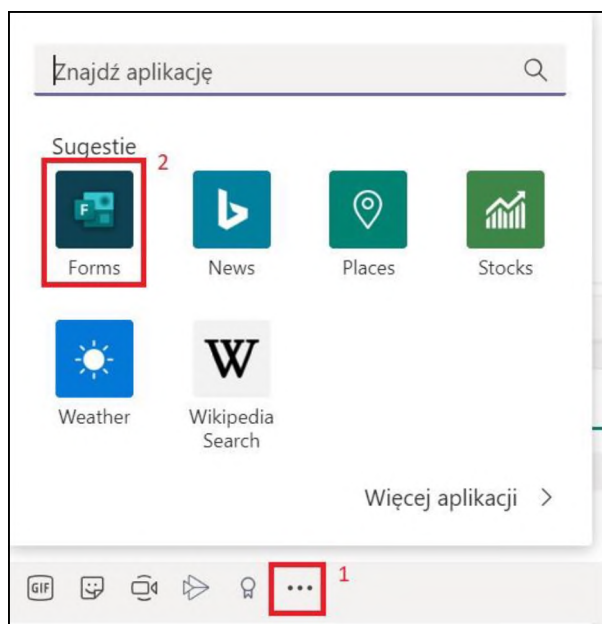 Znajdź aplikację
Sugestie
2
F
Forms
News
Places
Stocks
W
Weather
Wikipedia
Search
Więcej aplikacji
GIF
1